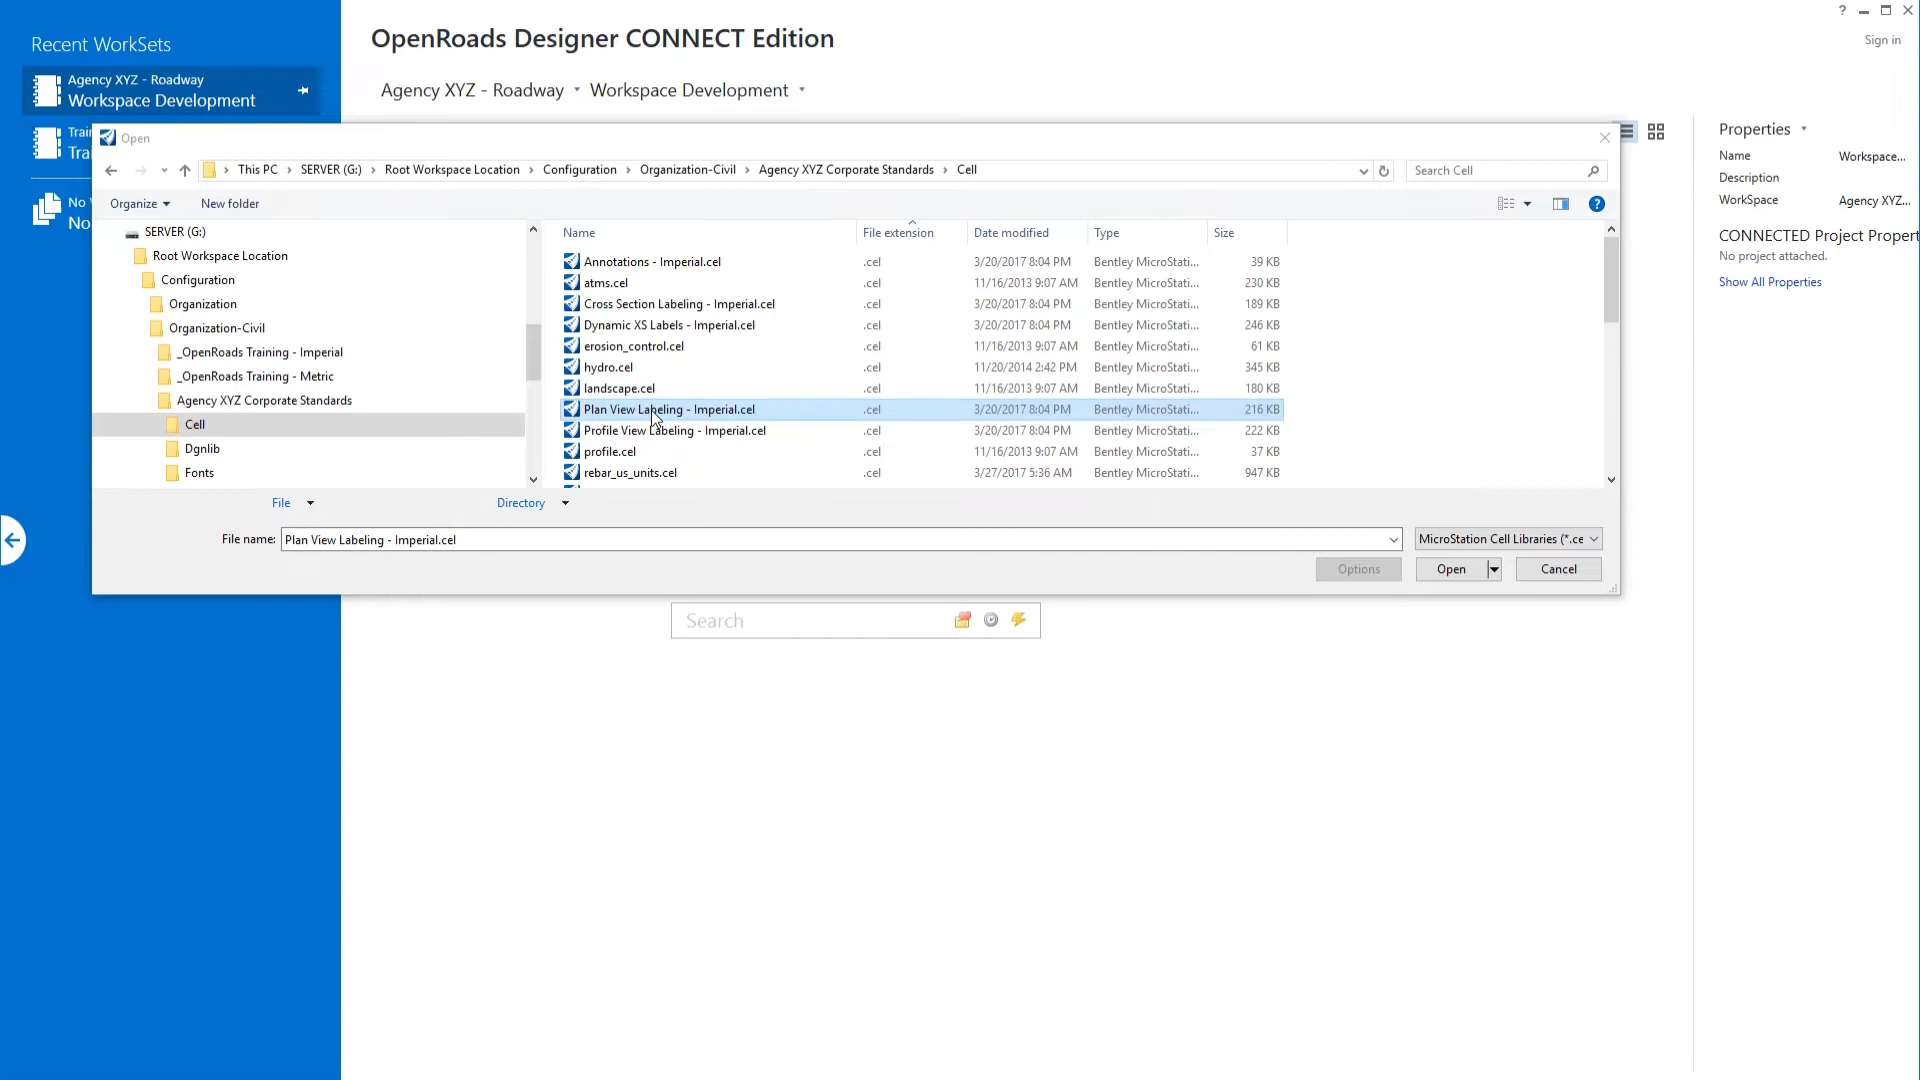 ?
Recent WorkSets
OpenRoads Designer CONNECT Edition
Sign in
Agency XYZ - Roadway
Workspace Development
Agency XYZ - Roadway Workspace Development
Properties
Name Workspace...
Description
WorkSpace Agency XYZ...
CONNECTED Project Propert
No project attached.
Show All Properties
Trai
Tra
No
No
Open
This PC > SERVER (G:) > Root Workspace Location > Configuration > Organization-Civil > Agency XYZ Corporate Standards > Cell
Search Cell
Organize New folder
SERVER (G:)
Root Workspace Location
Configuration
Organization
Organization-Civil
_OpenRoads Training - Imperial
_OpenRoads Training - Metric
Agency XYZ Corporate Standards
Cell
Dgnlib
Fonts
Name File extension Date modified Type Size
Annotations - Imperial.cel .cel 3/20/2017 8:04 PM Bentley MicroStati... 39 KB
atms.cel .cel 11/16/2013 9:07 AM Bentley MicroStati... 230 KB
Cross Section Labeling - Imperial.cel .cel 3/20/2017 8:04 PM Bentley MicroStati... 189 KB
Dynamic XS Labels - Imperial.cel .cel 3/20/2017 8:04 PM Bentley MicroStati... 246 KB
erosion_control.cel .cel 11/16/2013 9:07 AM Bentley MicroStati... 61 KB
hydro.cel .cel 11/20/2014 2:42 PM Bentley MicroStati... 345 KB
landscape.cel .cel 11/16/2013 9:07 AM Bentley MicroStati... 180 KB
Plan View Labeling - Imperial.cel .cel 3/20/2017 8:04 PM Bentley MicroStati... 216 KB
Profile View Labeling - Imperial.cel .cel 3/20/2017 8:04 PM Bentley MicroStati... 222 KB
profile.cel .cel 11/16/2013 9:07 AM Bentley MicroStati... 37 KB
rebar_us_units.cel .cel 3/27/2017 5:36 AM Bentley MicroStati... 947 KB
File Directory
File name: Plan View Labeling - Imperial.cel MicroStation Cell Libraries (*.ce
Options Open Cancel
Search